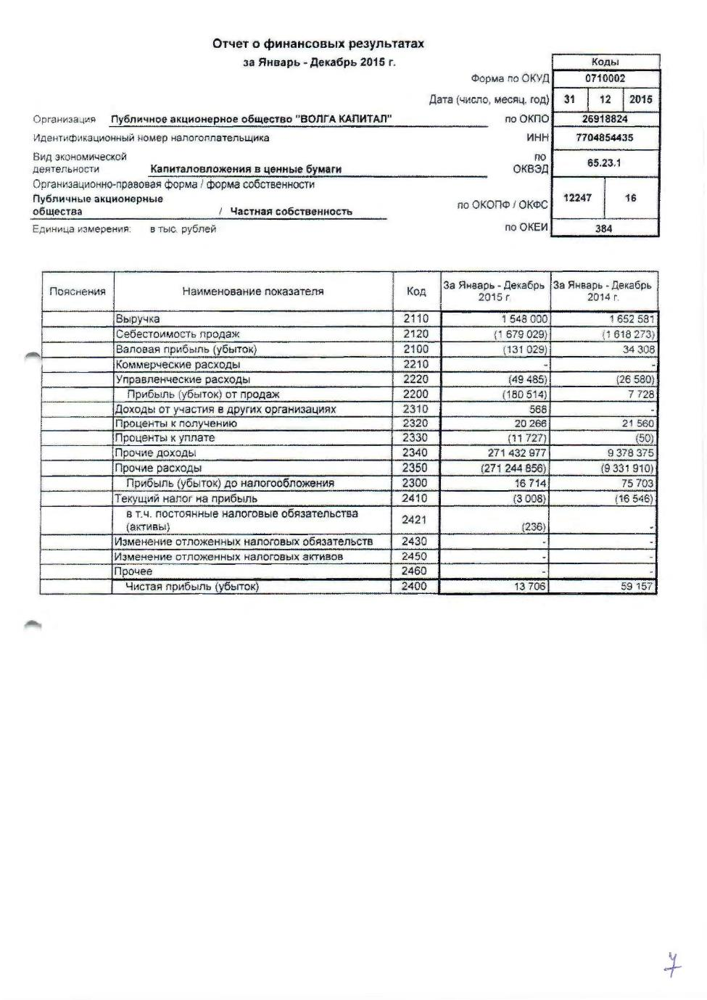 Отчет о финансовых результатах
за Январь - Декабрь 2015 г.
Коды
Форма по ОКУД 0710002
Дата (число, месяц, год) 31 12 2015
Организация Публичное акционерное общество "ВОЛГА КАПИТАЛ" по ОКПО 26918824
Идентификационный номер налогоплательщика ИНН 7704854435
Вид экономической деятельности Капиталовложения в ценные бумаги по ОКВЭД 65.23.1
Организационно-правовая форма / форма собственности
Публичные акционерные общества / Частная собственность по ОКОПФ / ОКФС 12247 16
Единица измерения: в тыс. рублей по ОКЕИ 384
Пояснения Наименование показателя Код За Январь - Декабрь 2015 г. За Январь - Декабрь 2014 г.
Выручка 2110 1 548 000 1 652 581
Себестоимость продаж 2120 (1 679 029) (1 618 273)
Валовая прибыль (убыток) 2100 (131 029) 34 308
Коммерческие расходы 2210 - -
Управленческие расходы 2220 (49 485) (26 580)
Прибыль (убыток) от продаж 2200 (180 514) 7 728
Доходы от участия в других организациях 2310 568 -
Проценты к получению 2320 20 266 21 560
Проценты к уплате 2330 (11 727) (50)
Прочие доходы 2340 271 432 977 9 378 375
Прочие расходы 2350 (271 244 856) (9 331 910)
Прибыль (убыток) до налогообложения 2300 16 714 75 703
Текущий налог на прибыль 2410 (3 008) (16 546)
в т.ч. постоянные налоговые обязательства (активы) 2421 (236) -
Изменение отложенных налоговых обязательств 2430 - -
Изменение отложенных налоговых активов 2450 - -
Прочее 2460 - -
Чистая прибыль (убыток) 2400 13 706 59 157
7